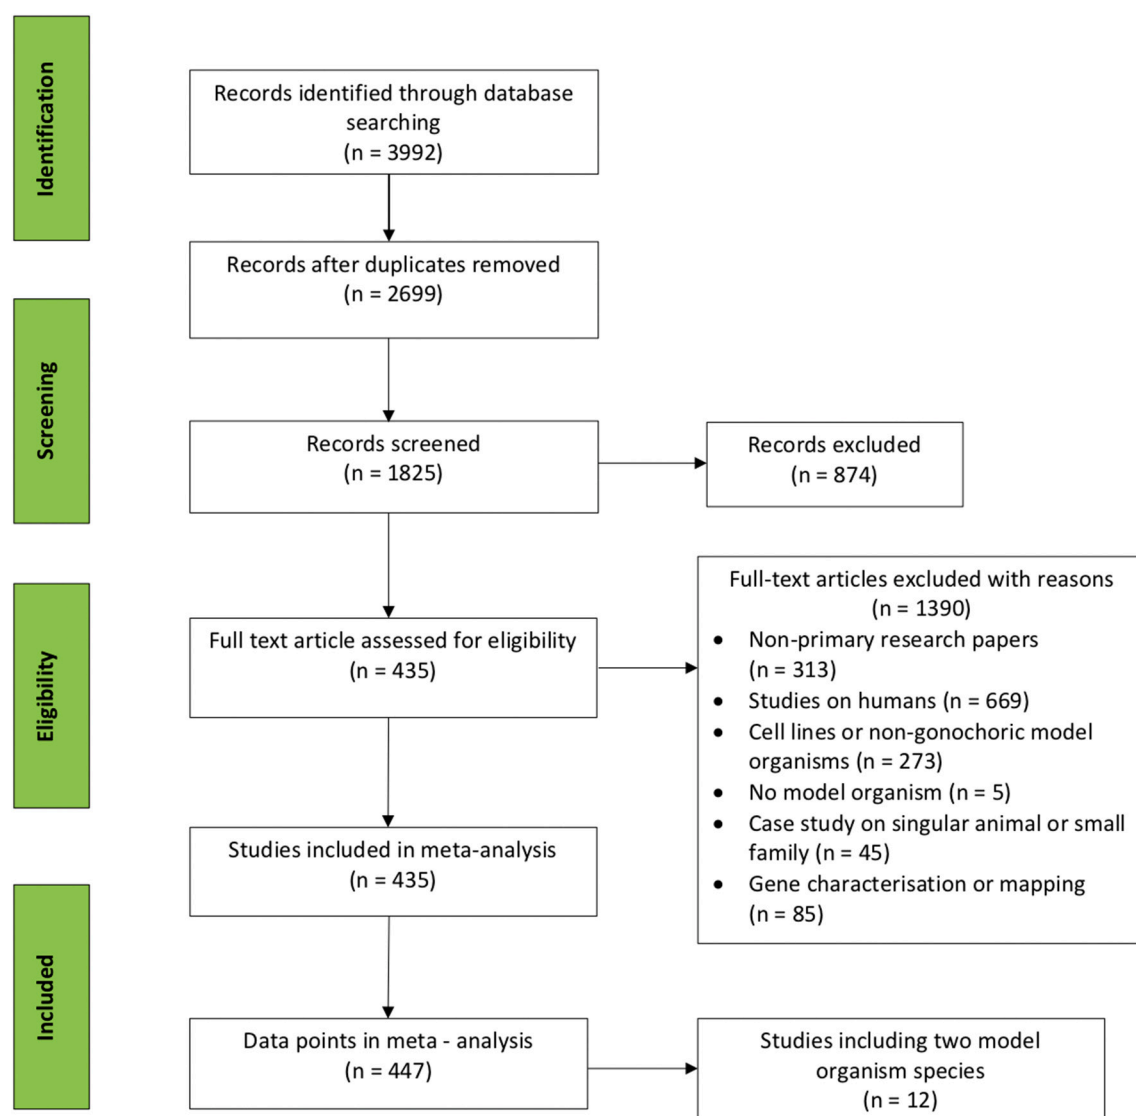 Identification
Records identified through database
searching
(n = 3992)
Records after duplicates removed
(n = 2699)
Screening
Records screened
(n = 1825)
Records excluded
(n = 874)
Eligibility
Full text article assessed for eligibility
(n = 435)
Full-text articles excluded with reasons
(n = 1390)
• Non-primary research papers
(n = 313)
• Studies on humans (n = 669)
• Cell lines or non-gonochoric model
organisms (n = 273)
• No model organism (n = 5)
• Case study on singular animal or small
family (n = 45)
• Gene characterisation or mapping
(n = 85)
Studies included in meta-analysis
(n = 435)
Included
Data points in meta - analysis
(n = 447)
Studies including two model
organism species
(n = 12)